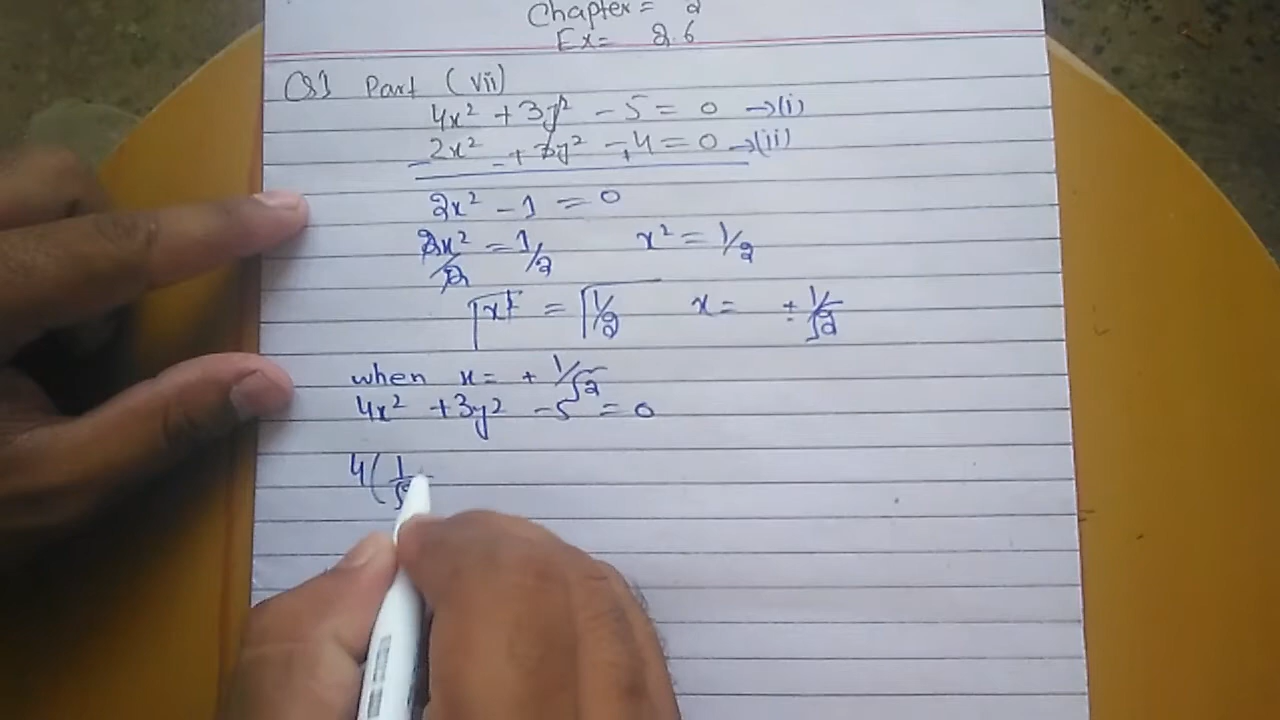 Chapter = 2
Ex = 2.6
Q1 Part (vii)
4x² + 3y² - 5 = 0 →(i)
2x² + 3y² - 4 = 0 →(ii)
- - +
2x² - 1 = 0
2x²/2 = 1/2 x² = 1/2
√x² = √1/2 x = ± 1/√2
when x = + 1/√2
4x² + 3y² - 5 = 0
4(1/√2